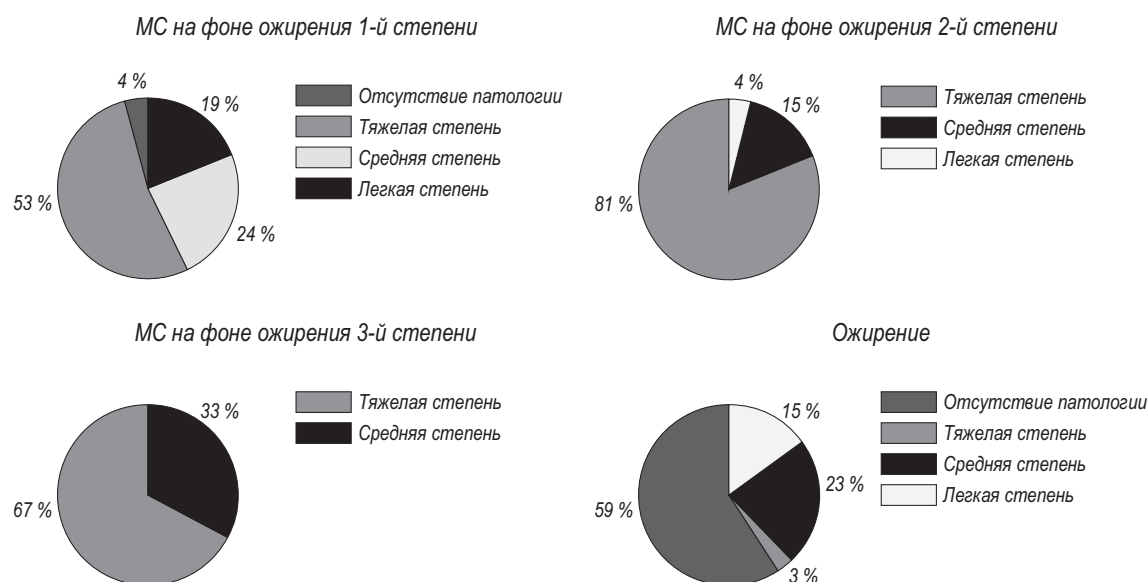 МС на фоне ожирения 1-й степени
4 %
19 %
53 %
24 %
Отсутствие патологии
Тяжелая степень
Средняя степень
Легкая степень
МС на фоне ожирения 2-й степени
4 %
15 %
81 %
Тяжелая степень
Средняя степень
Легкая степень
МС на фоне ожирения 3-й степени
33 %
67 %
Тяжелая степень
Средняя степень
Ожирение
15 %
23 %
59 %
3 %
Отсутствие патологии
Тяжелая степень
Средняя степень
Легкая степень